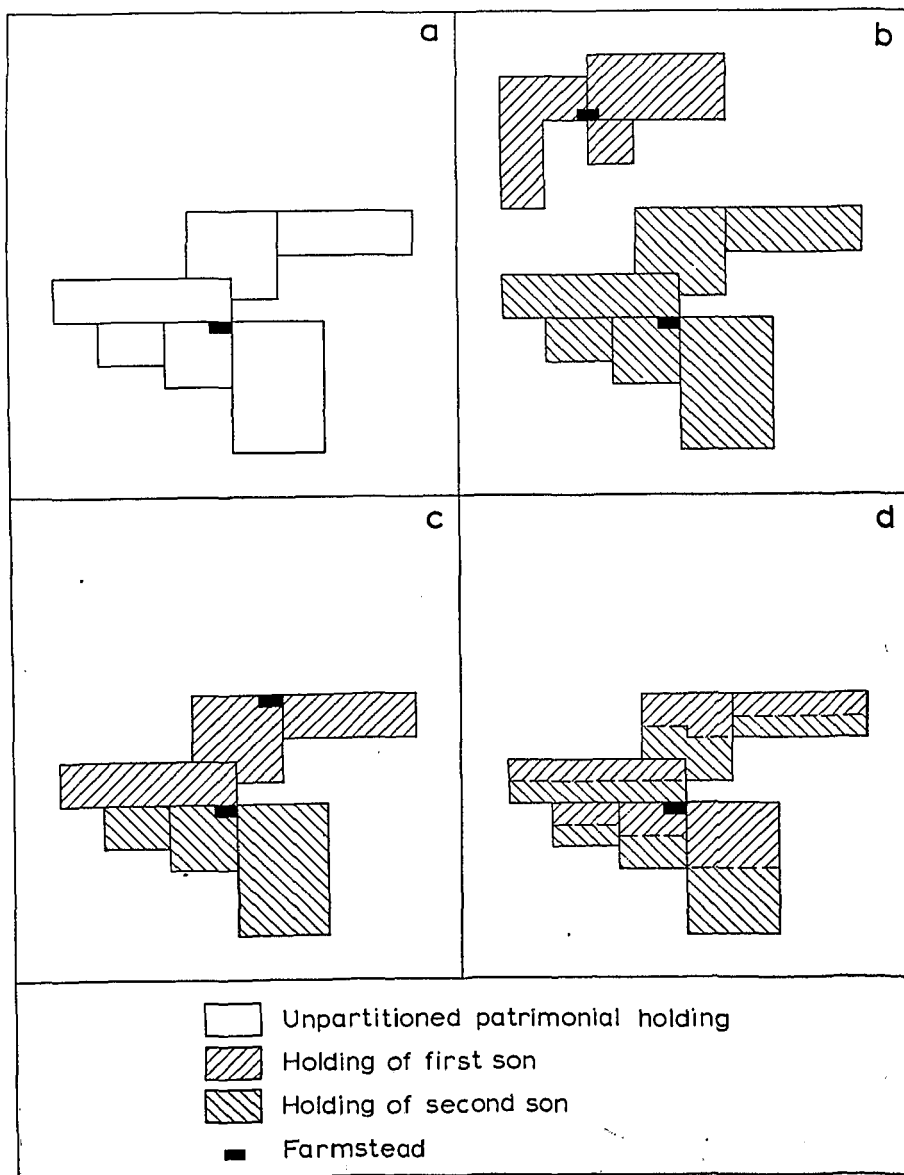 a
b
c
d
Unpartitioned patrimonial holding
Holding of first son
Holding of second son
Farmstead